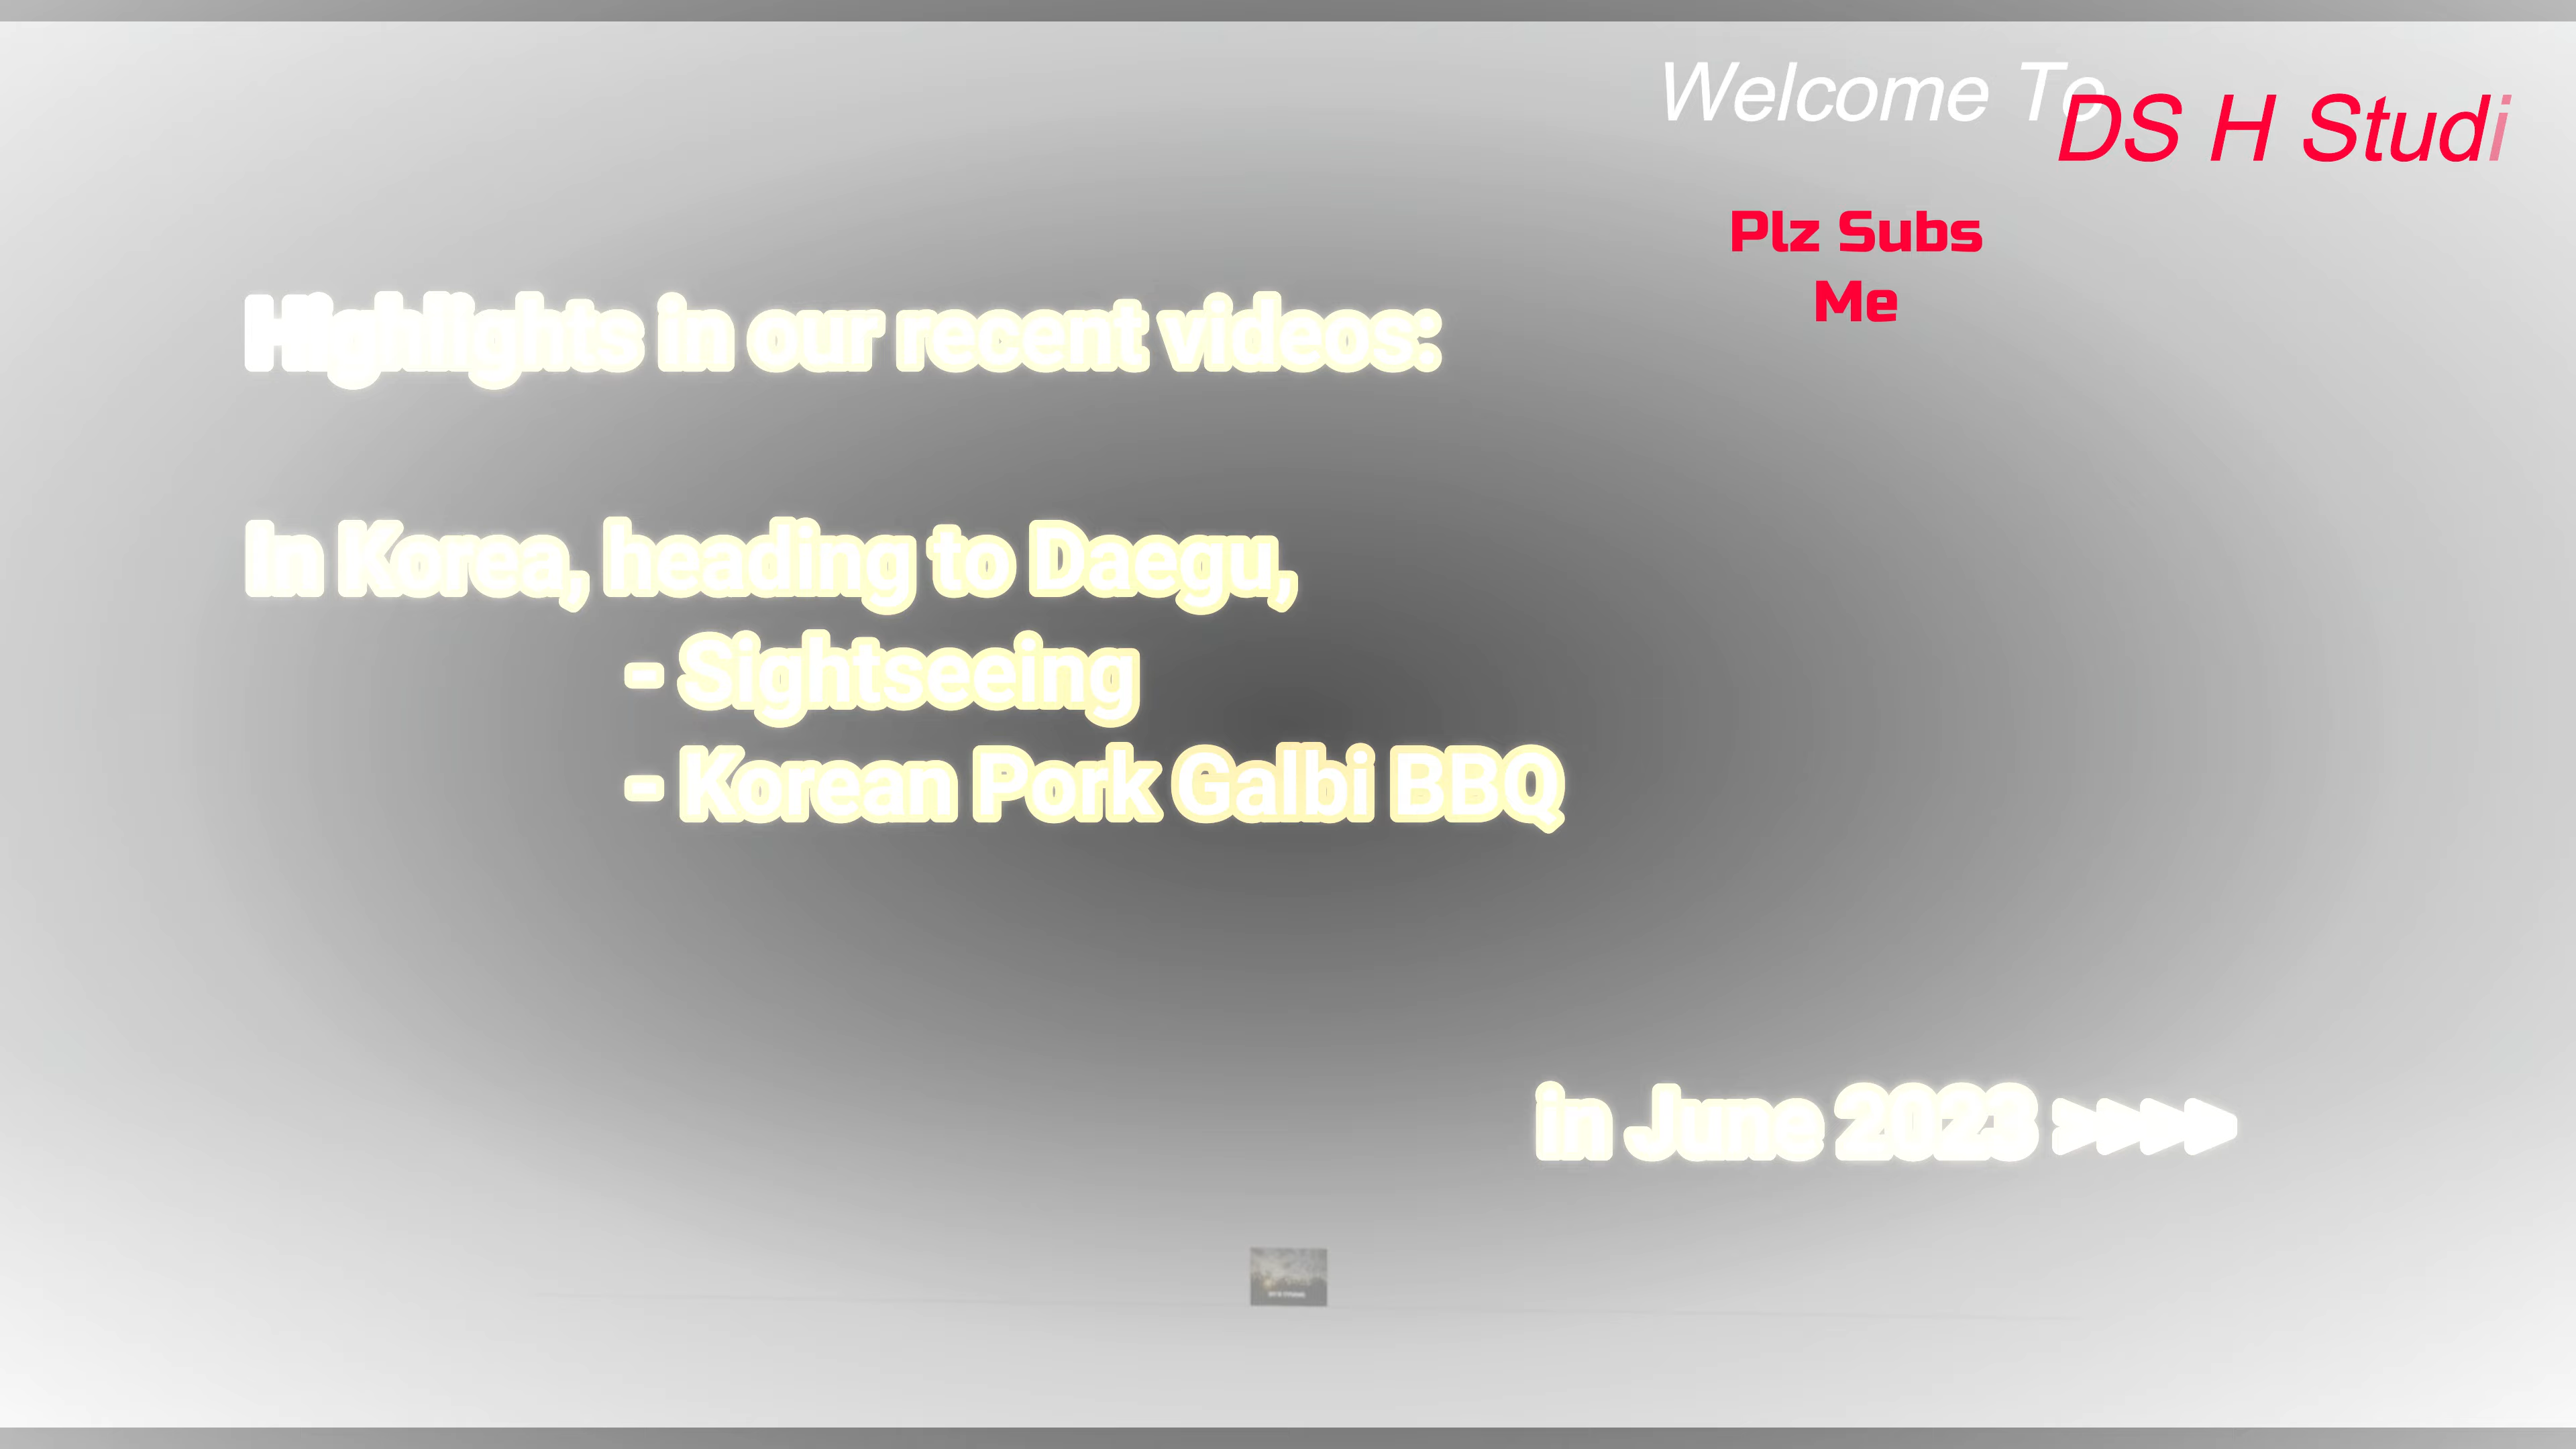 Welcome To
DS H Studi
Plz Subs
Me
Highlights in our recent videos:
In Korea, heading to Daegu,
- Sightseeing
- Korean Pork Galbi BBQ
in June 2023 >>>>